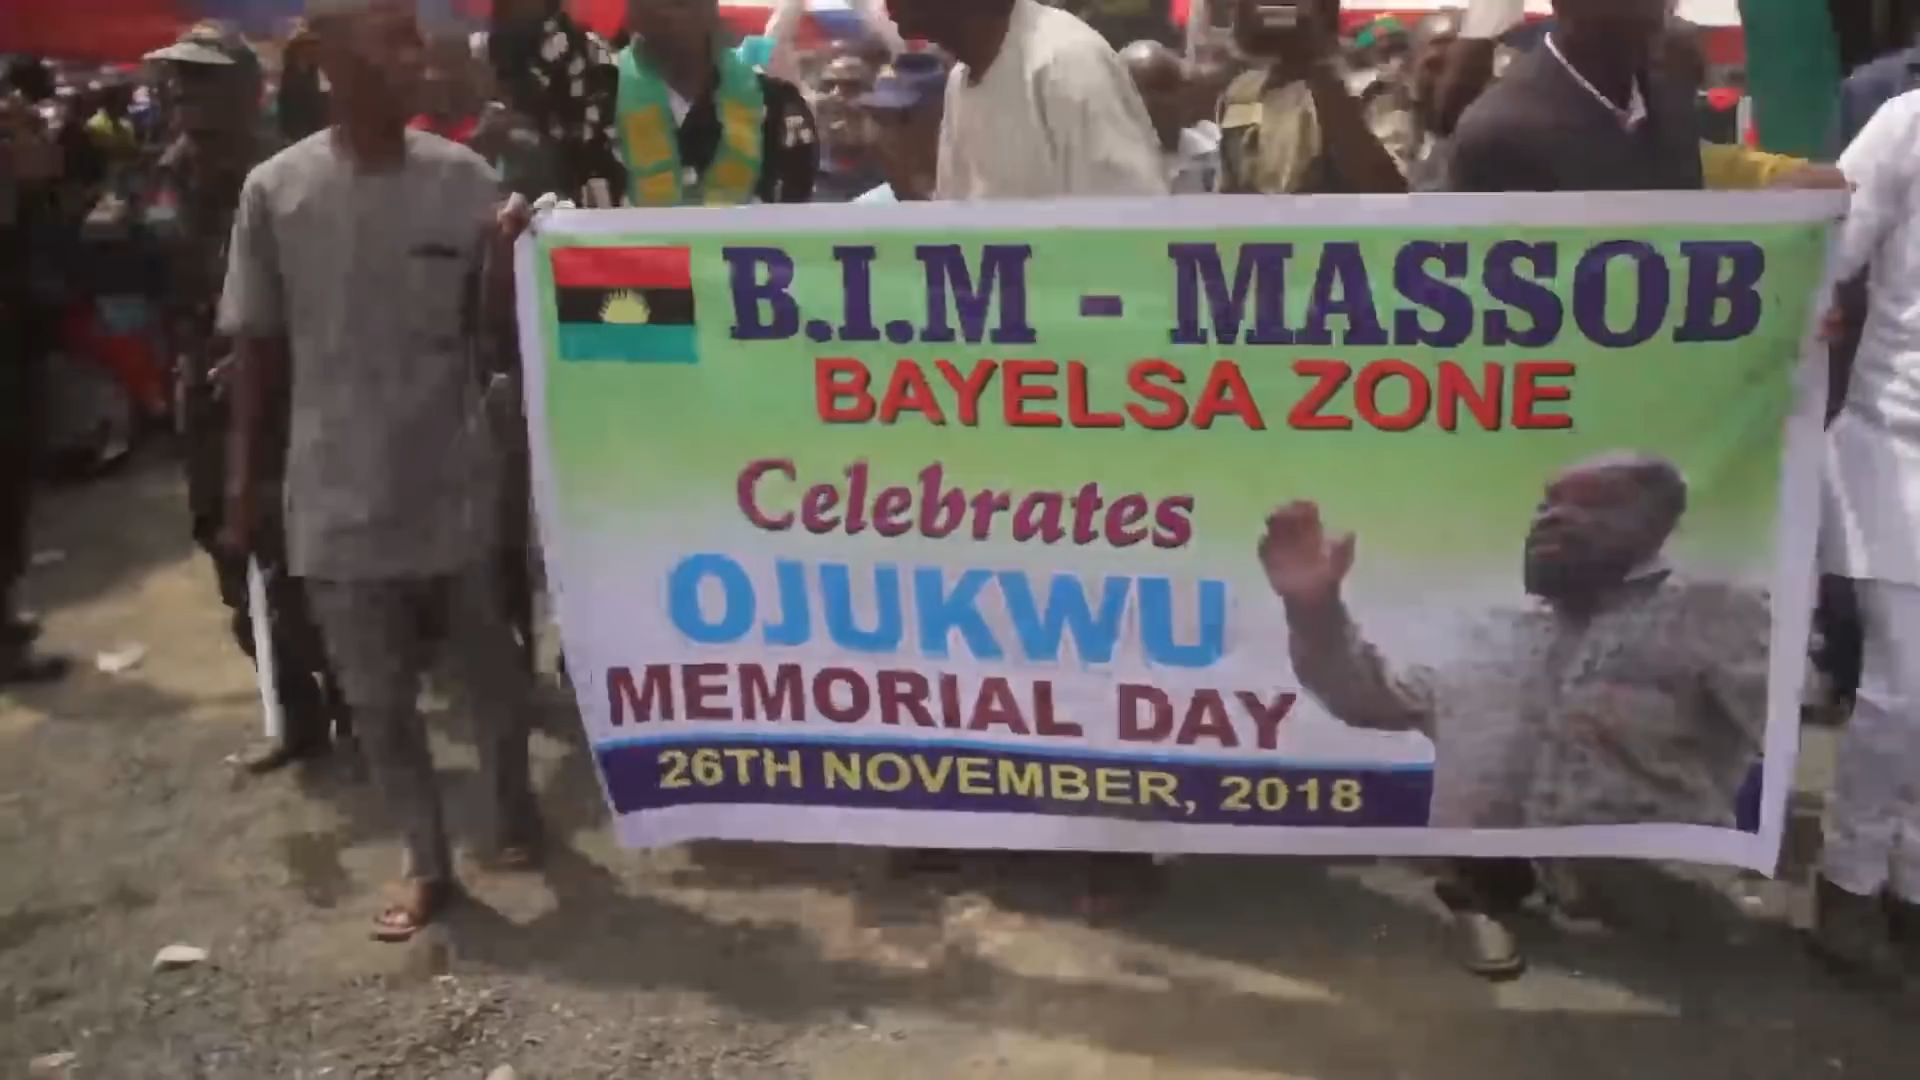 B.I.M - MASSOB
BAYELSA ZONE
Celebrates
OJUKWU
MEMORIAL DAY
26TH NOVEMBER, 2018